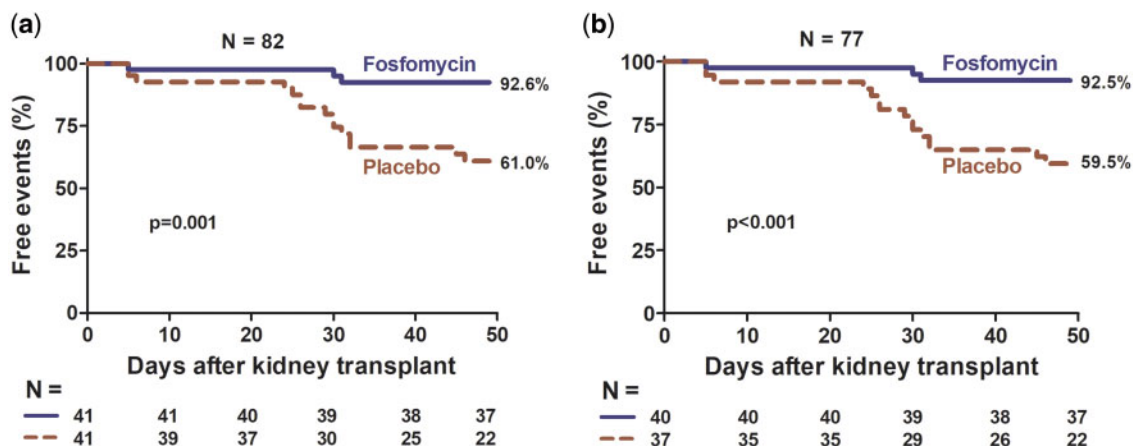 (a)
N = 82
Fosfomycin
92.6%
Placebo
61.0%
p=0.001
Free events (%)
100
75
50
25
0
0 10 20 30 40 50
Days after kidney transplant
N =
41 41 40 39 38 37
41 39 37 30 25 22
(b)
N = 77
Fosfomycin
92.5%
Placebo
59.5%
p<0.001
Free events (%)
100
75
50
25
0
0 10 20 30 40 50
Days after kidney transplant
N =
40 40 40 39 38 37
37 35 35 29 26 22